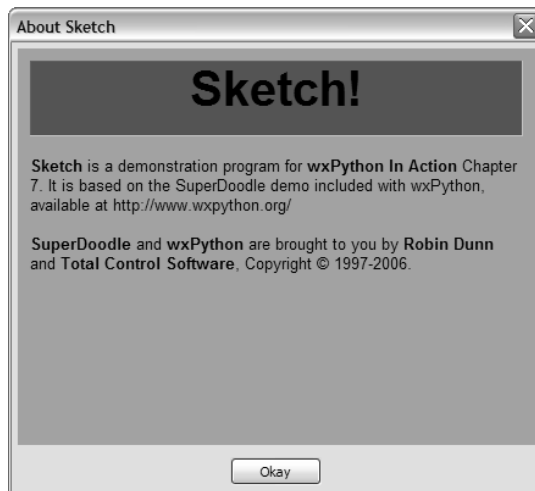 About Sketch
Sketch!
Sketch is a demonstration program for wxPython In Action Chapter
7. It is based on the SuperDoodle demo included with wxPython,
available at http://www.wxpython.org/
SuperDoodle and wxPython are brought to you by Robin Dunn
and Total Control Software, Copyright © 1997-2006.
Okay